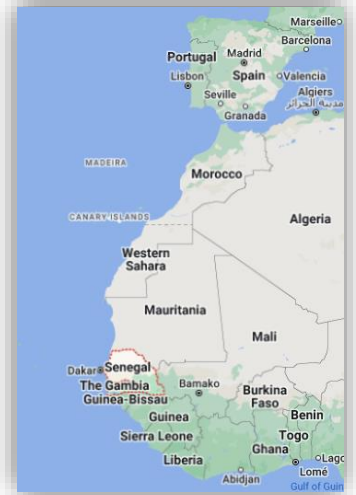 Marseille
Barcelona
Portugal
Madrid
Lisbon
Spain
Valencia
Seville
Algiers
مدينة الجزائر
Granada
MADEIRA
Morocco
CANARY ISLANDS
Algeria
Western
Sahara
Mauritania
Mali
Dakar
Senegal
The Gambia
Bamako
Guinea-Bissau
Burkina
Faso
Guinea
Benin
Sierra Leone
Togo
Ghana
Liberia
Lago
Lomé
Abidjan
Gulf of Guin